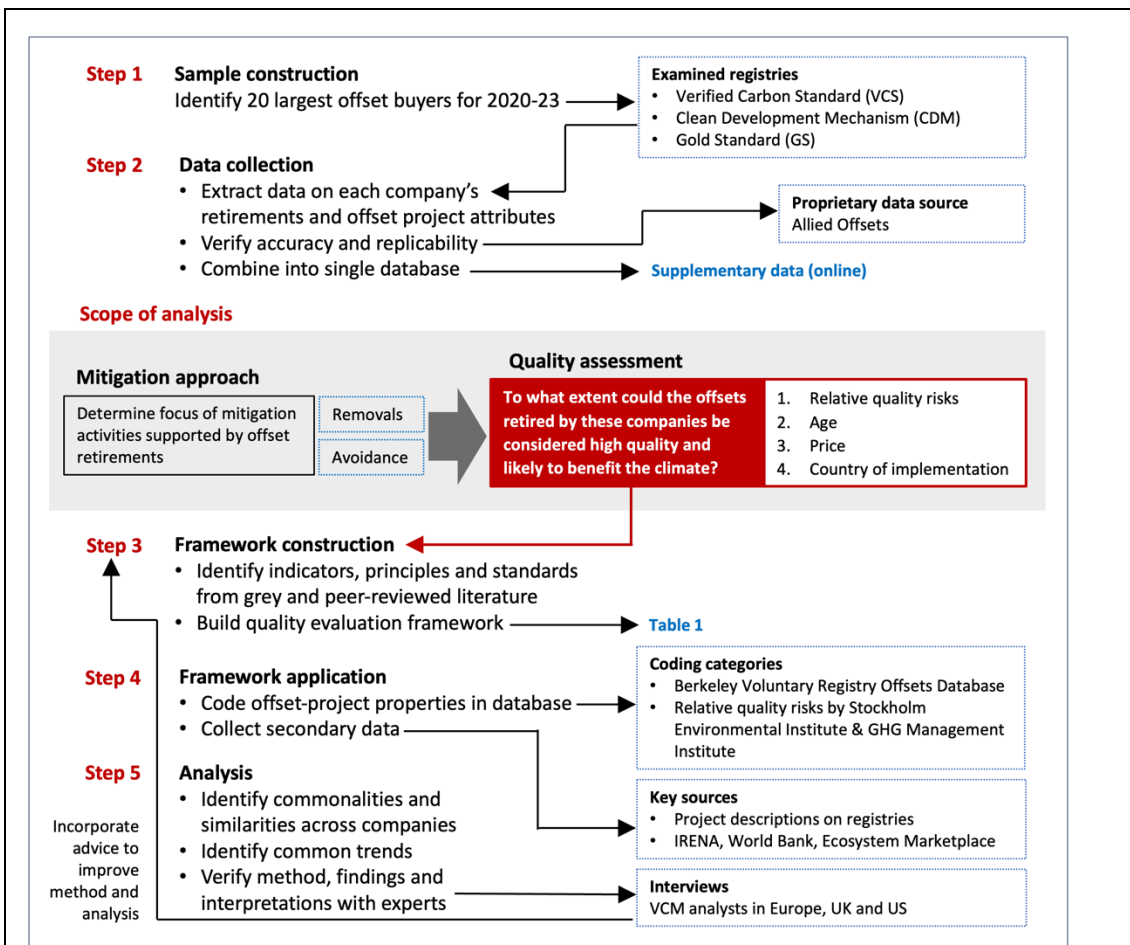 Step 1
Sample construction
Identify 20 largest offset buyers for 2020-23
Examined registries
• Verified Carbon Standard (VCS)
• Clean Development Mechanism (CDM)
• Gold Standard (GS)
Step 2
Data collection
• Extract data on each company's
retirements and offset project attributes
• Verify accuracy and replicability
• Combine into single database
Proprietary data source
Allied Offsets
Supplementary data (online)
Scope of analysis
Mitigation approach
Determine focus of mitigation
activities supported by offset
retirements
Removals
Avoidance
Quality assessment
To what extent could the offsets
retired by these companies be
considered high quality and
likely to benefit the climate?
1. Relative quality risks
2. Age
3. Price
4. Country of implementation
Step 3
Framework construction
• Identify indicators, principles and standards
from grey and peer-reviewed literature
• Build quality evaluation framework
Table 1
Step 4
Framework application
• Code offset-project properties in database
• Collect secondary data
Coding categories
• Berkeley Voluntary Registry Offsets Database
• Relative quality risks by Stockholm
Environmental Institute & GHG Management
Institute
Step 5
Analysis
• Identify commonalities and
similarities across companies
• Identify common trends
• Verify method, findings and
interpretations with experts
Key sources
• Project descriptions on registries
• IRENA, World Bank, Ecosystem Marketplace
Interviews
VCM analysts in Europe, UK and US
Incorporate
advice to
improve
method and
analysis